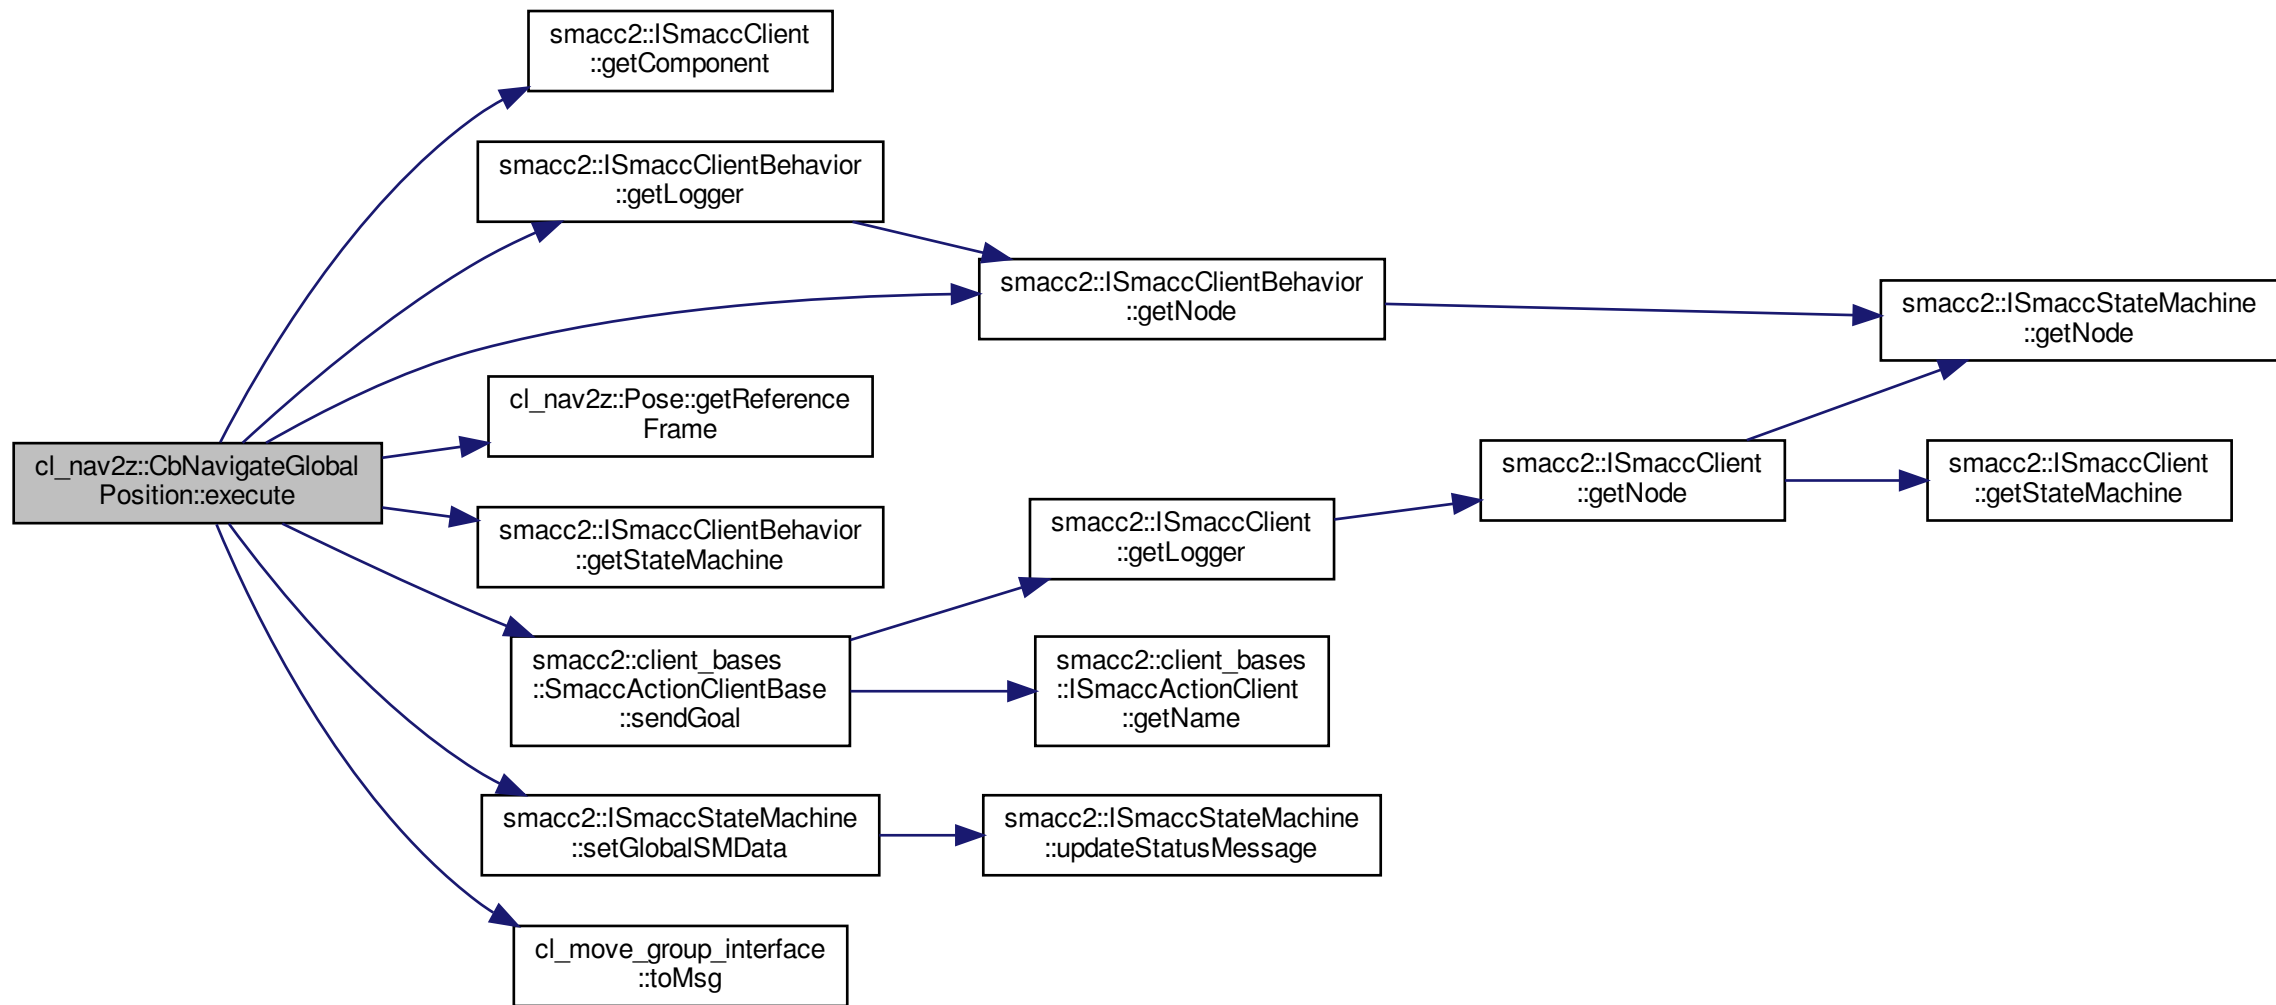 smacc2::ISmaccClient
::getComponent
smacc2::ISmaccClientBehavior
::getLogger
smacc2::ISmaccClientBehavior
::getNode
smacc2::ISmaccStateMachine
::getNode
cl_nav2z::Pose::getReference
Frame
cl_nav2z::CbNavigateGlobal
Position::execute
smacc2::ISmaccClient
::getNode
smacc2::ISmaccClient
::getStateMachine
smacc2::ISmaccClientBehavior
::getStateMachine
smacc2::ISmaccClient
::getLogger
smacc2::client_bases
::SmaccActionClientBase
::sendGoal
smacc2::client_bases
::ISmaccActionClient
::getName
smacc2::ISmaccStateMachine
::setGlobalSMData
smacc2::ISmaccStateMachine
::updateStatusMessage
cl_move_group_interface
::toMsg